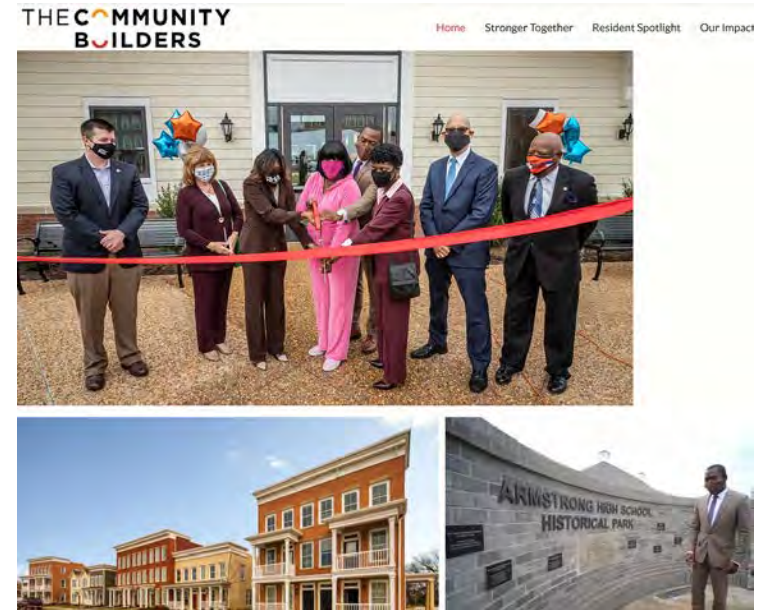 THE COMMUNITY
BUILDERS
Home Stronger Together Resident Spotlight Our Impact
ARMSTRONG HIGH SCHOOL
HISTORICAL PARK